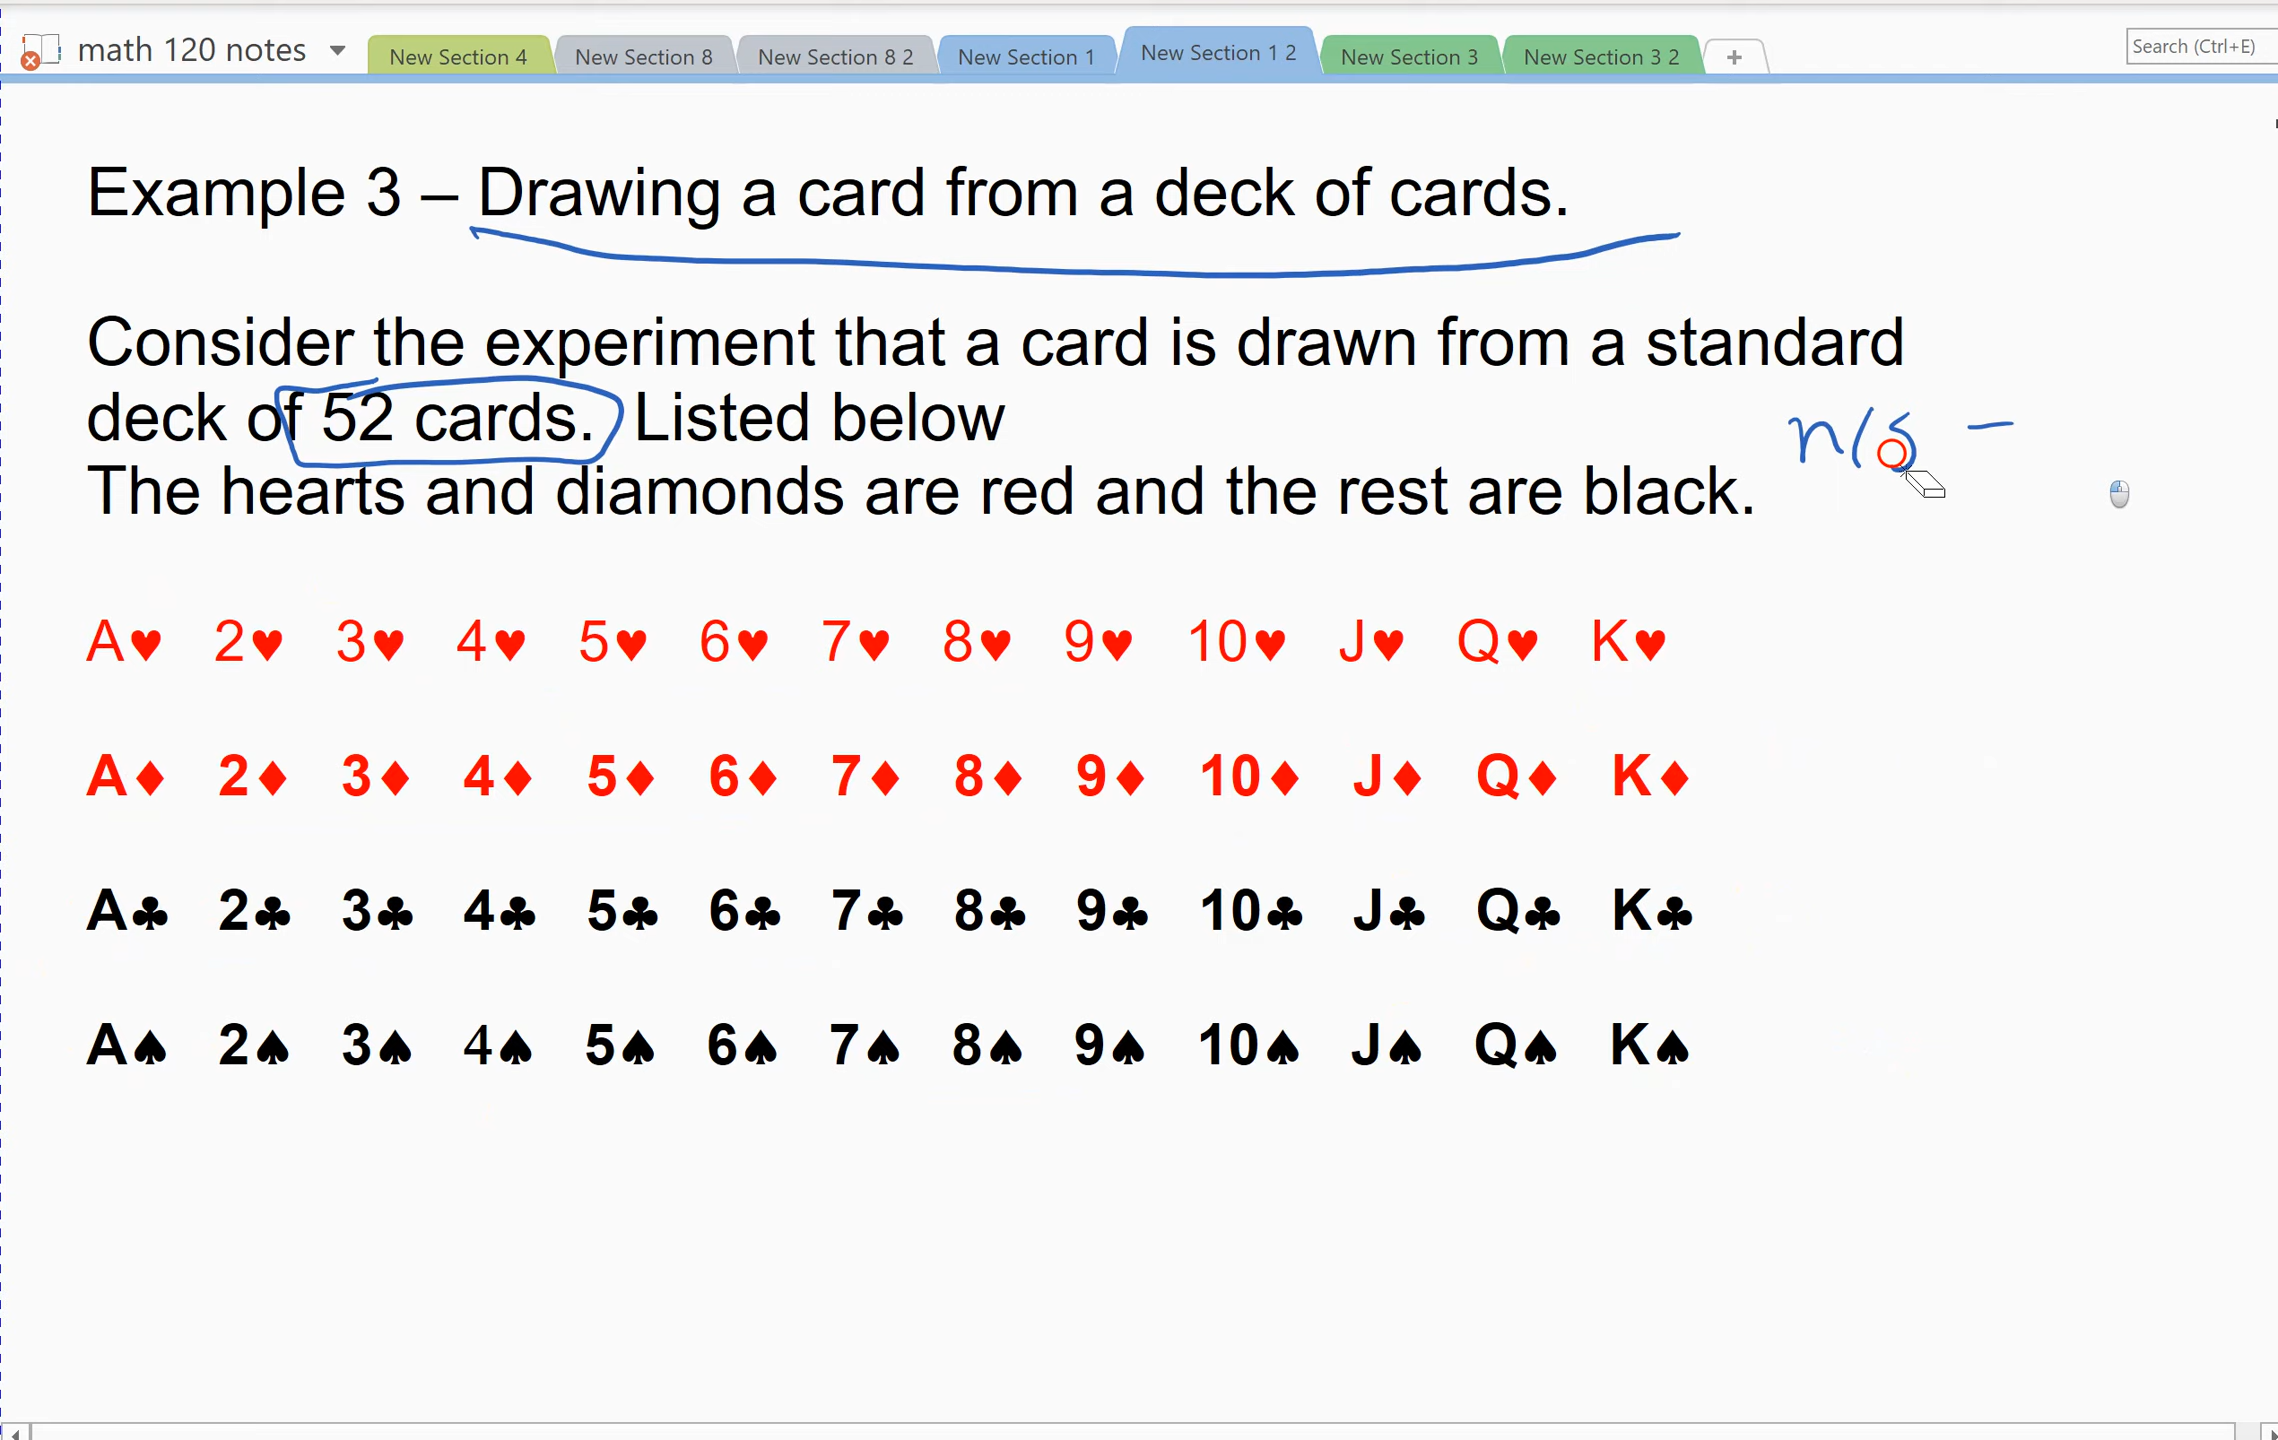 math 120 notes
New Section 4
New Section 8
New Section 8 2
New Section 1
New Section 1 2
New Section 3
New Section 3 2
+
Search (Ctrl+E)
Example 3 – Drawing a card from a deck of cards.
Consider the experiment that a card is drawn from a standard
deck of 52 cards. Listed below
n(s –
The hearts and diamonds are red and the rest are black.
A♥ 2♥ 3♥ 4♥ 5♥ 6♥ 7♥ 8♥ 9♥ 10♥ J♥ Q♥ K♥
A♦ 2♦ 3♦ 4♦ 5♦ 6♦ 7♦ 8♦ 9♦ 10♦ J♦ Q♦ K♦
A♣ 2♣ 3♣ 4♣ 5♣ 6♣ 7♣ 8♣ 9♣ 10♣ J♣ Q♣ K♣
A♠ 2♠ 3♠ 4♠ 5♠ 6♠ 7♠ 8♠ 9♠ 10♠ J♠ Q♠ K♠